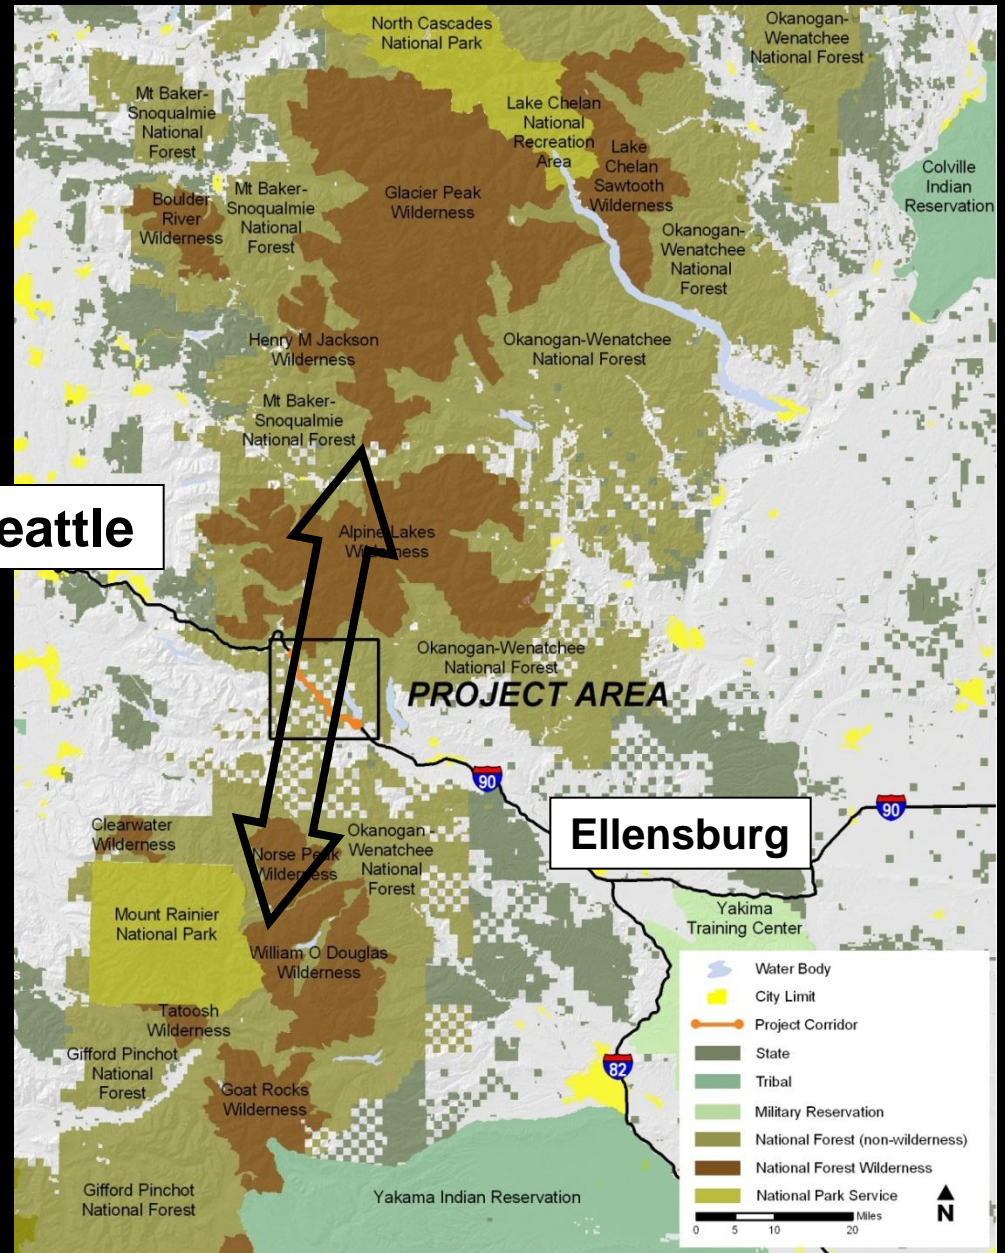 North Cascades
National Park
Okanogan-
Wenatchee
National Forest
Mt Baker-
Snoqualmie
National
Forest
Lake Chelan
National
Recreation
Area
Lake
Chelan
Sawtooth
Wilderness
Colville
Indian
Reservation
Boulder
River
Wilderness
Mt Baker-
Snoqualmie
National
Forest
Glacier Peak
Wilderness
Okanogan-
Wenatchee
National
Forest
Henry M Jackson
Wilderness
Okanogan-Wenatchee
National Forest
Mt Baker-
Snoqualmie
National Forest
eattle
Alpine Lakes
Wilderness
Okanogan-Wenatchee
National Forest
PROJECT AREA
90
Ellensburg
90
Clearwater
Wilderness
Norse Peak
Wilderness
Okanogan -
Wenatchee
National
Forest
Mount Rainier
National Park
Yakima
Training Center
William O Douglas
Wilderness
Tatoosh
Wilderness
Gifford Pinchot
National
Forest
Goat Rocks
Wilderness
82
Gifford Pinchot
National Forest
Yakama Indian Reservation
Water Body
City Limit
Project Corridor
State
Tribal
Military Reservation
National Forest (non-wilderness)
National Forest Wilderness
National Park Service
Miles
0 5 10 20
N